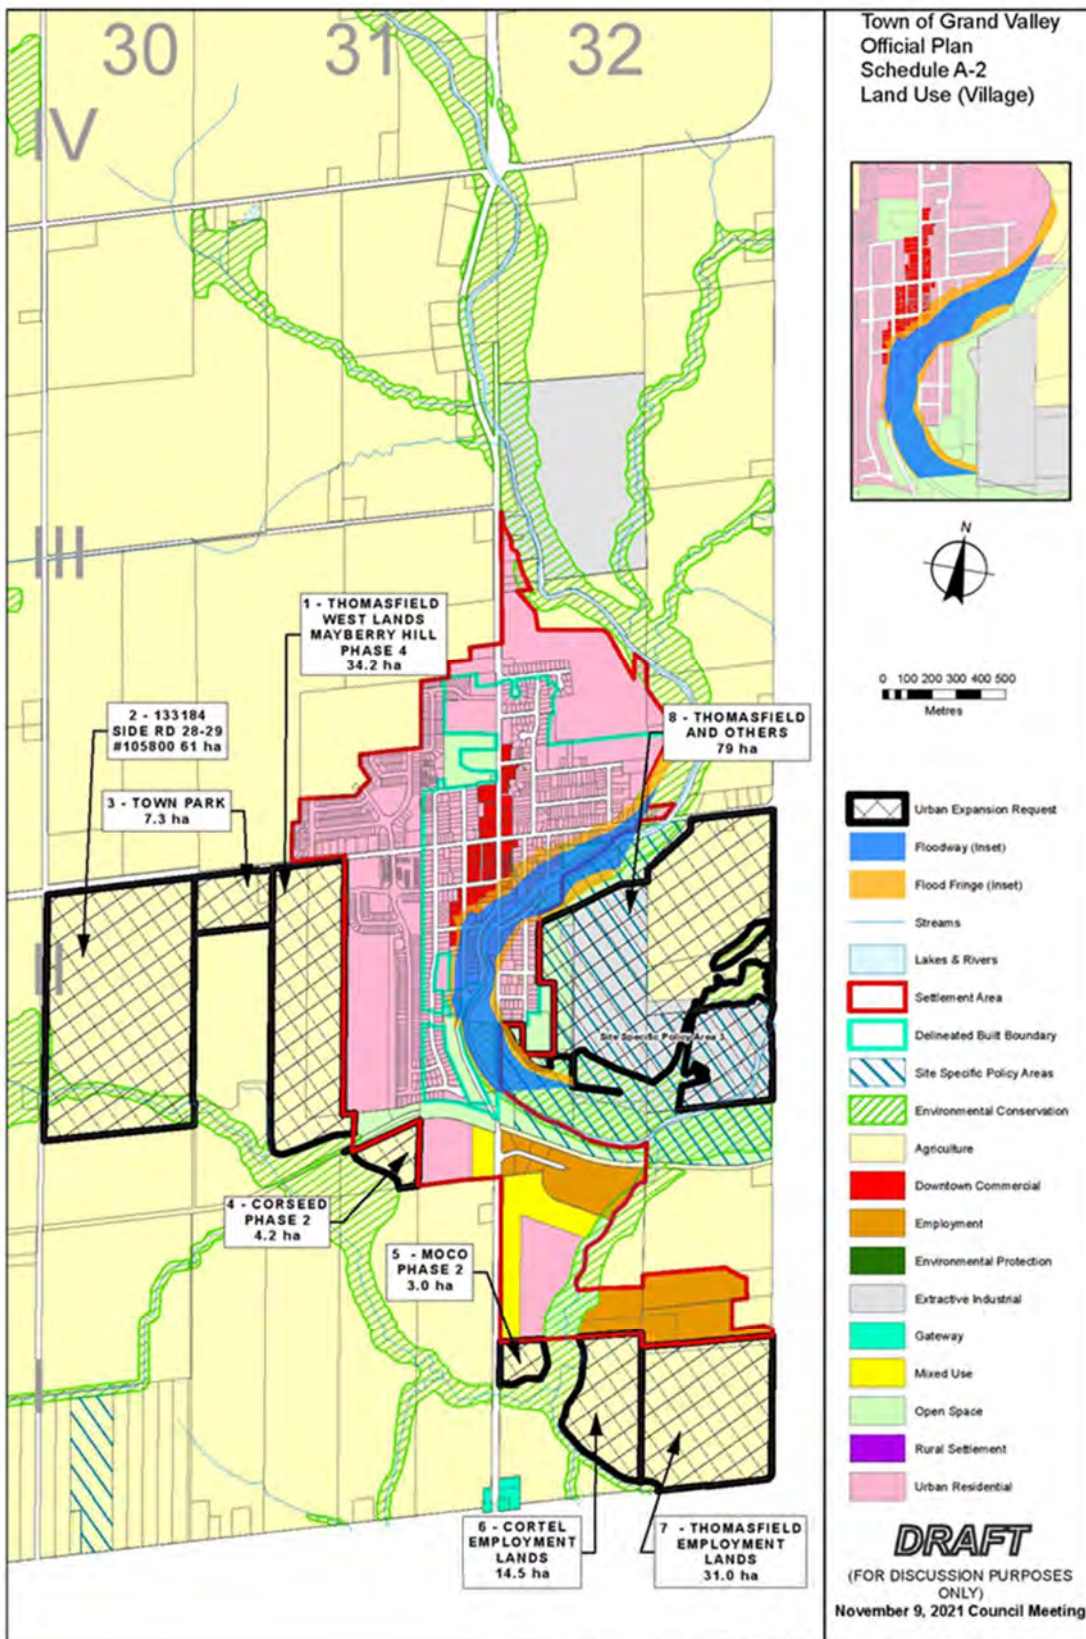 30
31
32
IV
III
II
I
1 - THOMASFIELD
WEST LANDS
MAYBERRY HILL
PHASE 4
34.2 ha
2 - 133184
SIDE RD 28-29
#105800 61 ha
3 - TOWN PARK
7.3 ha
8 - THOMASFIELD
AND OTHERS
79 ha
Site Specific Policy Area 3
4 - CORSEED
PHASE 2
4.2 ha
5 - MOCO
PHASE 2
3.0 ha
6 - CORTEL
EMPLOYMENT
LANDS
14.5 ha
7 - THOMASFIELD
EMPLOYMENT
LANDS
31.0 ha
Town of Grand Valley
Official Plan
Schedule A-2
Land Use (Village)
N
0 100 200 300 400 500
Metres
Urban Expansion Request
Floodway (Inset)
Flood Fringe (Inset)
Streams
Lakes & Rivers
Settlement Area
Delineated Built Boundary
Site Specific Policy Areas
Environmental Conservation
Agriculture
Downtown Commercial
Employment
Environmental Protection
Extractive Industrial
Gateway
Mixed Use
Open Space
Rural Settlement
Urban Residential
DRAFT
(FOR DISCUSSION PURPOSES
ONLY)
November 9, 2021 Council Meeting